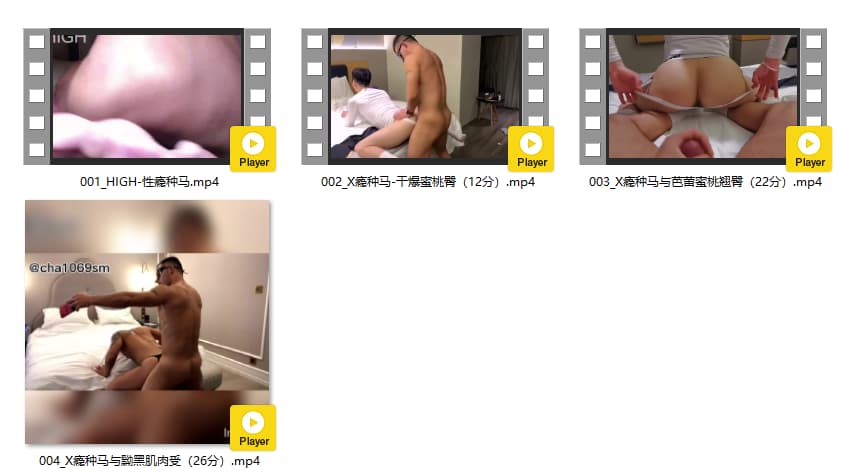 HIGH
Player
Player
Player
001_HIGH-性瘾种马.mp4
002_X瘾种马-干爆蜜桃臀（12分）.mp4
003_X瘾种马与芭蕾蜜桃翘臀（22分）.mp4
@cha1069sm
Player
004_X瘾种马与黝黑肌肉受（26分）.mp4